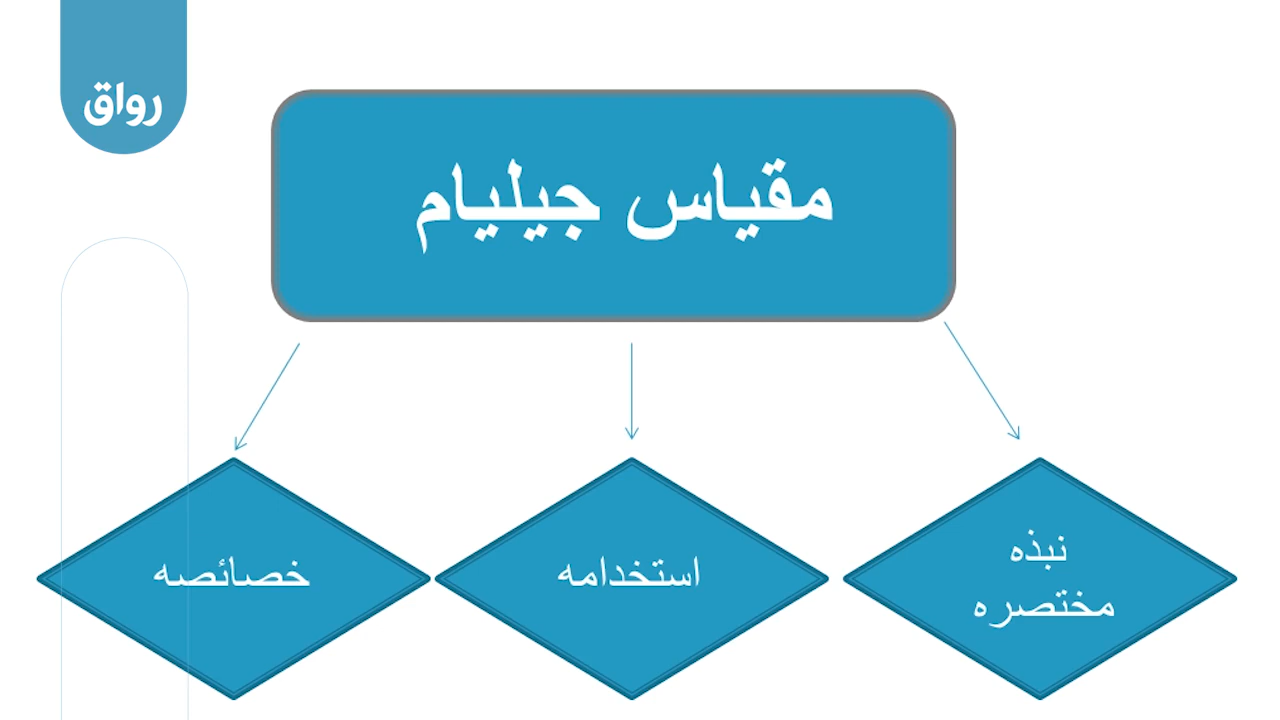 رواق
مقياس جيليام
نبذه
مختصره
استخدامه
خصائصه